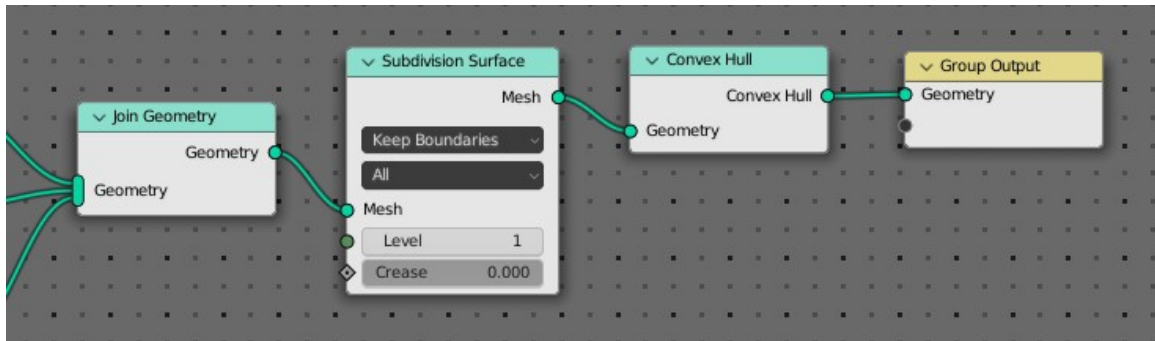 Join Geometry
Geometry
Geometry
Subdivision Surface
Mesh
Keep Boundaries
All
Mesh
Level 1
Crease 0.000
Convex Hull
Convex Hull
Geometry
Group Output
Geometry